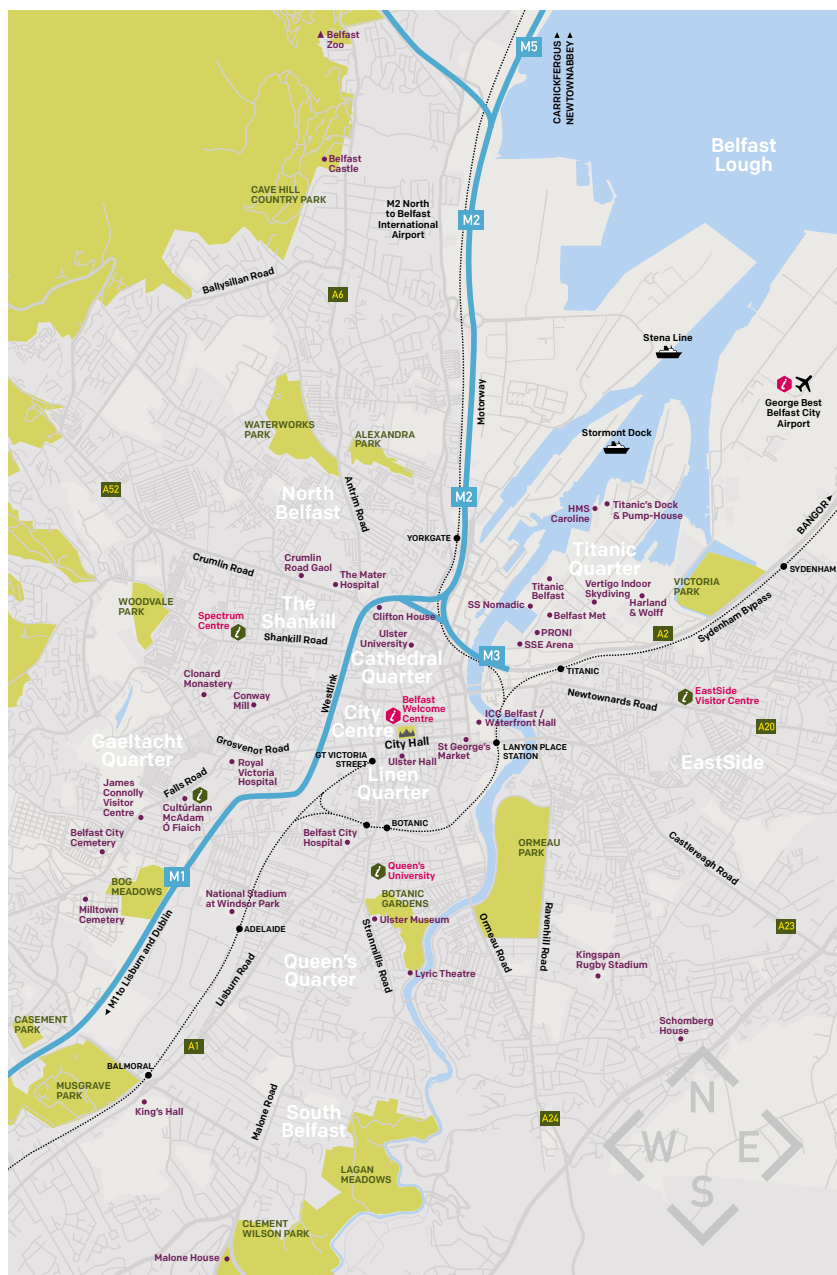 Belfast
Zoo
M5
CARRICKFERGUS
NEWTOWNABBEY
Belfast
Lough
Belfast
Castle
CAVE HILL
COUNTRY PARK
M2 North
to Belfast
International
Airport
M2
Ballysillan Road
A6
Stena Line
George Best
Belfast City
Airport
Motorway
Stormont Dock
WATERWORKS
PARK
ALEXANDRA
PARK
A52
North
Belfast
Antrim Road
M2
HMS
Caroline
Titanic's Dock
& Pump-House
BANGOR
YORKGATE
Titanic
Quarter
SYDENHAM
Crumlin Road
Crumlin
Road Gaol
The Mater
Hospital
Titanic
Belfast
Vertigo Indoor
Skydiving
VICTORIA
PARK
WOODVALE
PARK
The
Shankill
Clifton House
SS Nomadic
Belfast Met
Harland
& Wolff
Spectrum
Centre
Shankill Road
Ulster
University
PRONI
SSE Arena
A2
Sydenham Bypass
Cathedral
Quarter
M3
TITANIC
Clonard
Monastery
Conway
Mill
Westlink
Belfast
Welcome
Centre
Newtownards Road
EastSide
Visitor Centre
City
Centre
ICC Belfast /
Waterfront Hall
A20
Gaeltacht
Quarter
Grosvenor Road
City Hall
St George's
Market
LANYON PLACE
STATION
GT VICTORIA
STREET
Ulster Hall
EastSide
Royal
Victoria
Hospital
Linen
Quarter
Falls Road
James
Connolly
Visitor
Centre
Cultúrlann
McAdam
Ó Fiaich
Belfast City
Cemetery
Belfast City
Hospital
BOTANIC
ORMEAU
PARK
Castlereagh Road
M1
Queen's
University
BOG
MEADOWS
National Stadium
at Windsor Park
BOTANIC
GARDENS
Milltown
Cemetery
Ulster Museum
ADELAIDE
Ormeau Road
Ravenhill Road
A23
M1 to Lisburn and Dublin
Stranmillis Road
Queen's
Quarter
Lisburn Road
Lyric Theatre
Kingspan
Rugby Stadium
CASEMENT
PARK
Schomberg
House
A1
BALMORAL
MUSGRAVE
PARK
King's Hall
Malone Road
South
Belfast
A24
N
W
E
S
LAGAN
MEADOWS
CLEMENT
WILSON PARK
Malone House